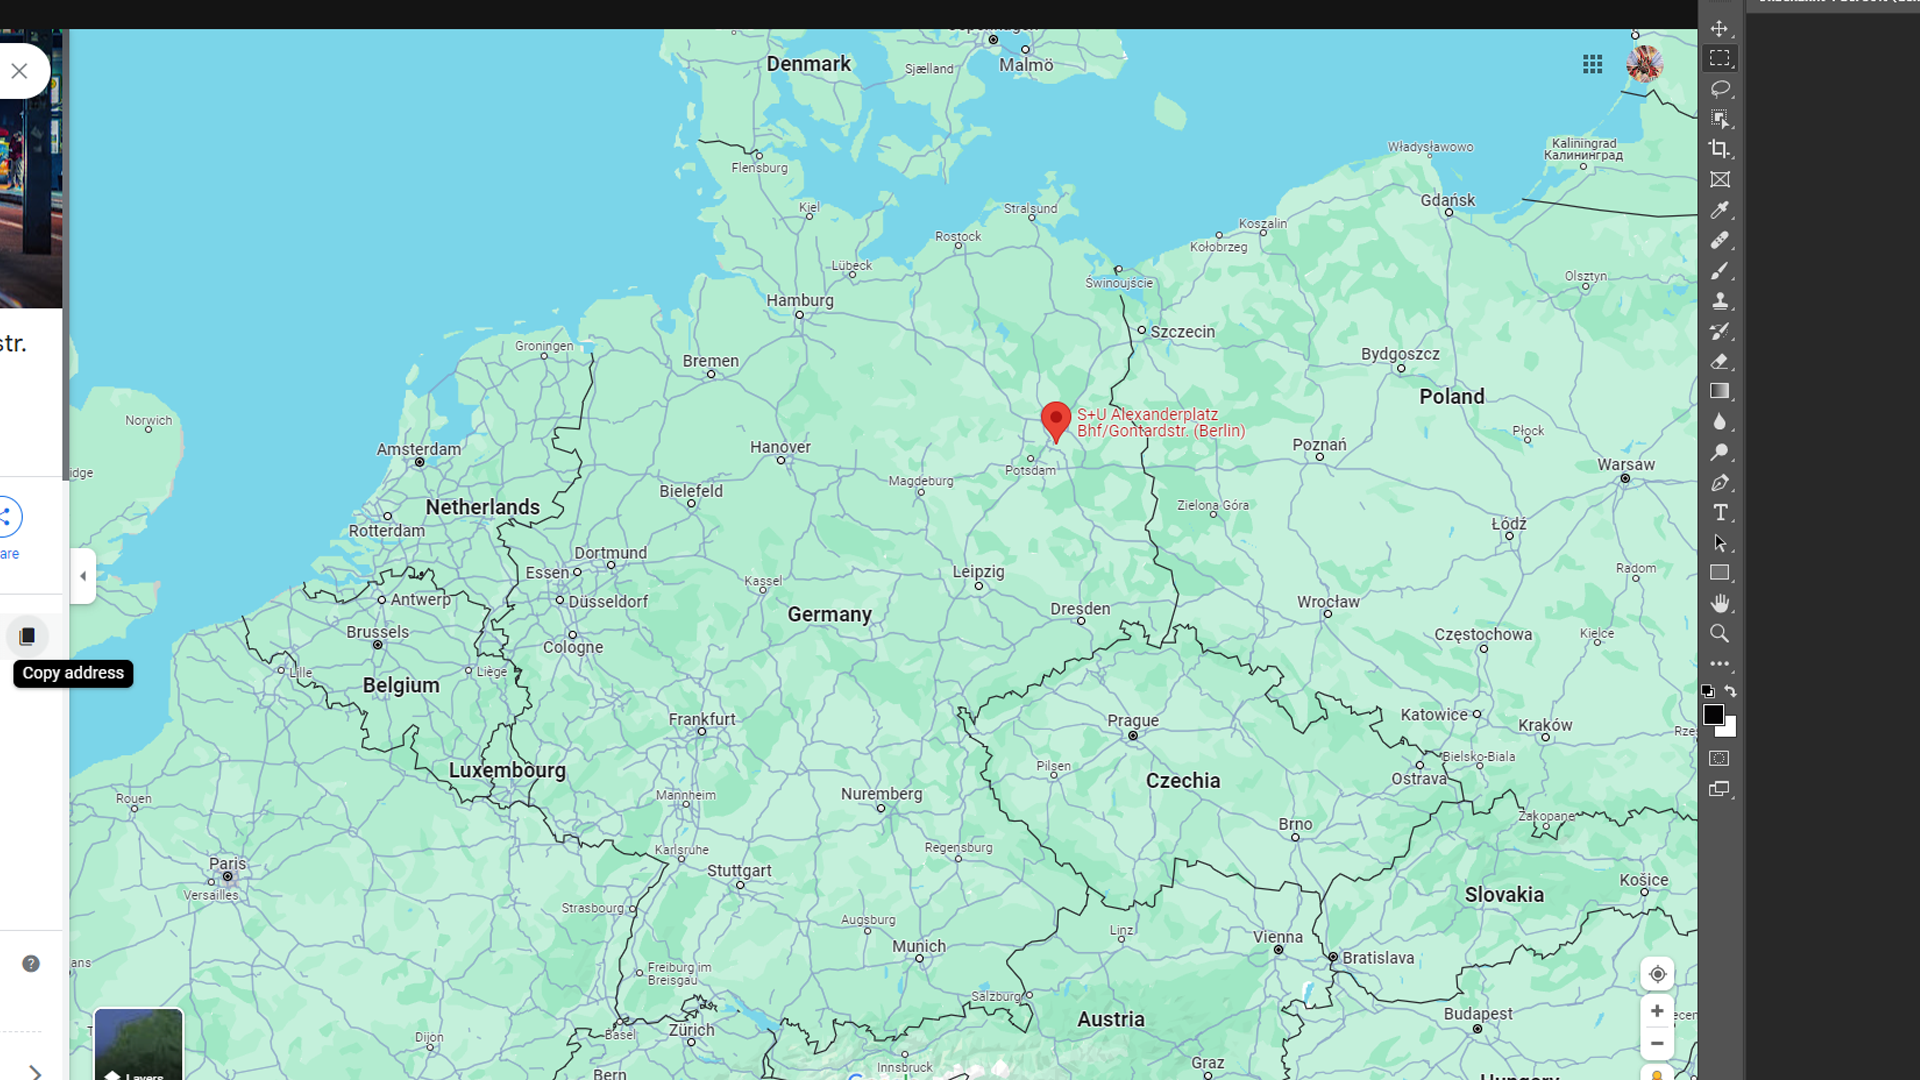 Denmark
Sjælland
Malmö
Flensburg
Władysławowo
Kaliningrad
Калининград
Gdańsk
Kiel
Stralsund
Koszalin
Rostock
Kołobrzeg
Lübeck
Olsztyn
Świnoujście
Hamburg
Szczecin
str.
Groningen
Bremen
Bydgoszcz
Poland
Norwich
S+U Alexanderplatz
Bhf/Gontardstr. (Berlin)
Płock
Amsterdam
Hanover
Poznań
Warsaw
idge
Potsdam
Magdeburg
Bielefeld
Netherlands
Zielona Góra
Rotterdam
Łódź
are
Dortmund
Essen
Kassel
Leipzig
Radom
Antwerp
Düsseldorf
Germany
Dresden
Wrocław
Brussels
Cologne
Częstochowa
Kielce
Copy address
Lille
Liège
Belgium
Frankfurt
Prague
Katowice
Kraków
Rze
Bielsko-Biala
Luxembourg
Pilsen
Czechia
Ostrava
Rouen
Mannheim
Nuremberg
Zakopane
Brno
Karlsruhe
Regensburg
Paris
Stuttgart
Košice
Versailles
Slovakia
Strasbourg
Augsburg
Linz
Vienna
Munich
Bratislava
ans
Freiburg im
Breisgau
Salzburg
Budapest
Austria
Basel
Zürich
Dijon
Innsbruck
Graz
Bern
Layers
Hungary